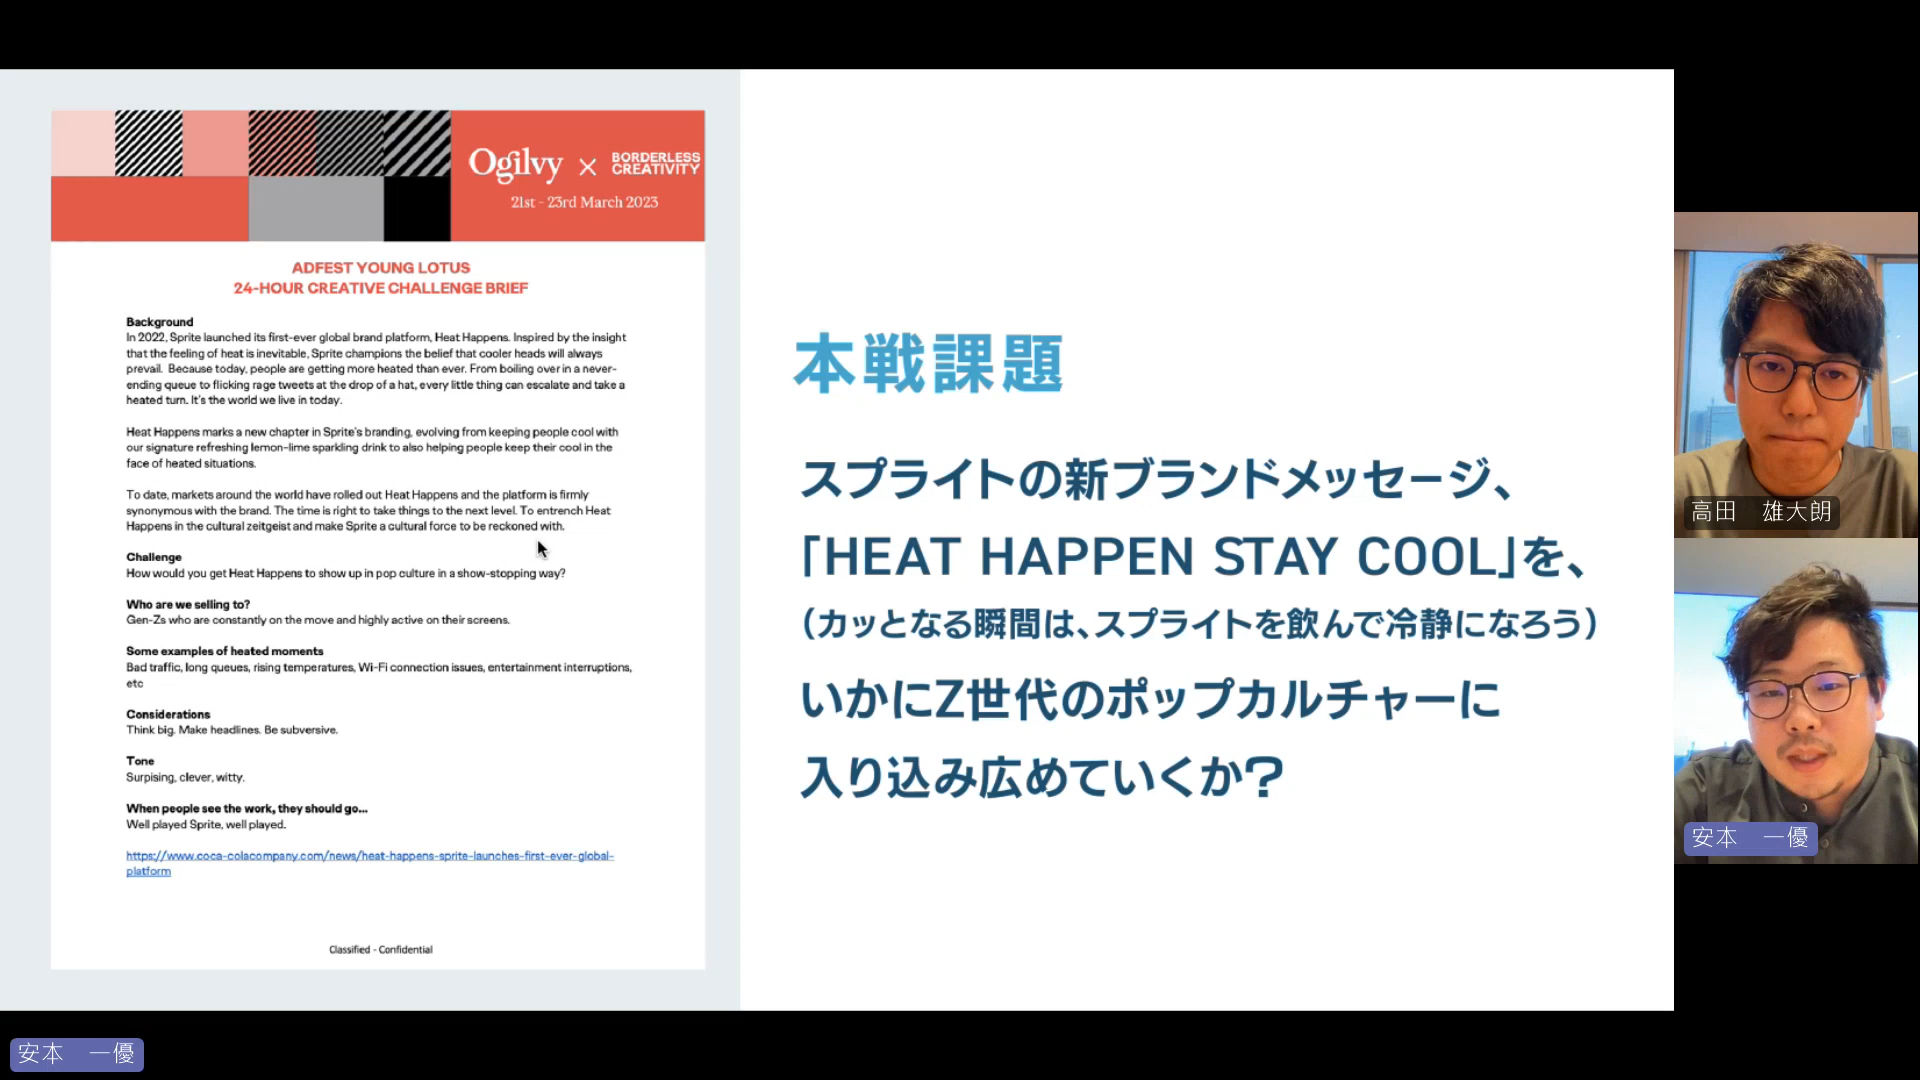 Ogilvy × BORDERLESS CREATIVITY
21st - 23rd March 2023
ADFEST YOUNG LOTUS
24-HOUR CREATIVE CHALLENGE BRIEF
Background
In 2022, Sprite launched its first-ever global brand platform, Heat Happens. Inspired by the insight
that the feeling of heat is inevitable, Sprite champions the belief that cooler heads will always
prevail. Because today, people are getting more heated than ever. From boiling over in a never-
ending queue to flicking rage tweets at the drop of a hat, every little thing can escalate and take a
heated turn. It's the world we live in today.
Heat Happens marks a new chapter in Sprite's branding, evolving from keeping people cool with
our signature refreshing lemon-lime sparkling drink to also helping people keep their cool in the
face of heated situations.
To date, markets around the world have rolled out Heat Happens and the platform is firmly
synonymous with the brand. The time is right to take things to the next level. To entrench Heat
Happens in the cultural zeitgeist and make Sprite a cultural force to be reckoned with.
Challenge
How would you get Heat Happens to show up in pop culture in a show-stopping way?
Who are we selling to?
Gen-Zs who are constantly on the move and highly active on their screens.
Some examples of heated moments
Bad traffic, long queues, rising temperatures, Wi-Fi connection issues, entertainment interruptions,
etc
Considerations
Think big. Make headlines. Be subversive.
Tone
Surpising, clever, witty.
When people see the work, they should go...
Well played Sprite, well played.
https://www.coca-colacompany.com/news/heat-happens-sprite-launches-first-ever-global-
platform
Classified - Confidential
本戦課題
スプライトの新ブランドメッセージ、
「HEAT HAPPEN STAY COOL」を、
（カッとなる瞬間は、スプライトを飲んで冷静になろう）
いかにZ世代のポップカルチャーに
入り込み広めていくか?
高田　雄大朗
安本　一優
安本　一優